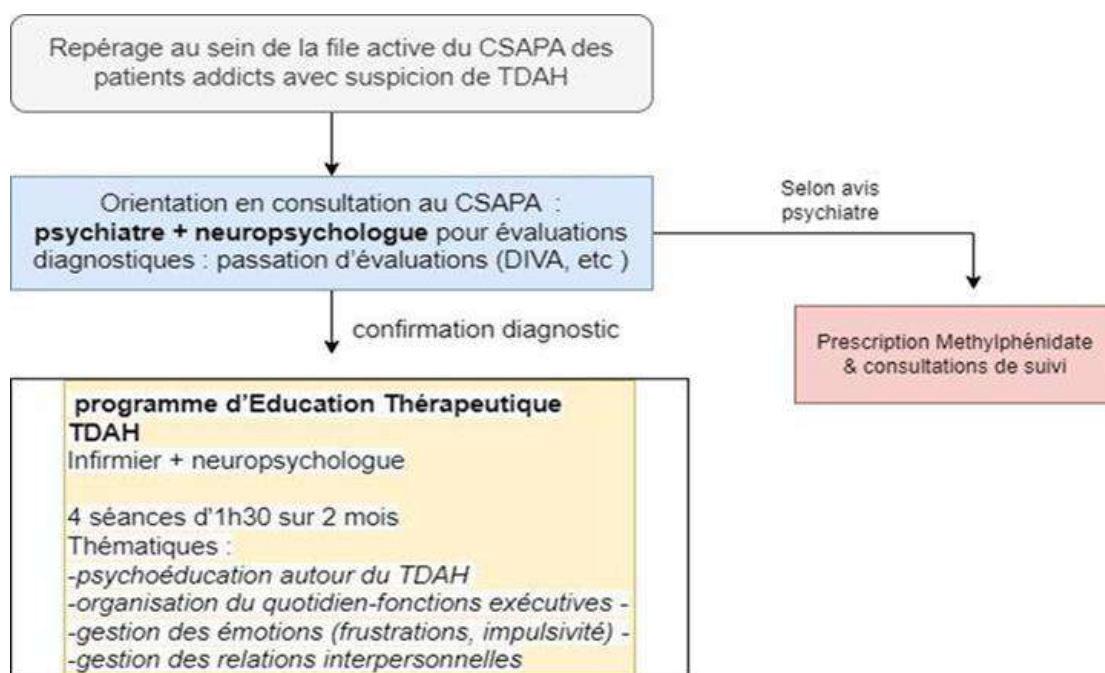 Repérage au sein de la file active du CSAPA des
patients addicts avec suspicion de TDAH
Orientation en consultation au CSAPA :
psychiatre + neuropsychologue pour évaluations
diagnostiques : passation d'évaluations (DIVA, etc )
Selon avis
psychiatre
Prescription Methylphénidate
& consultations de suivi
confirmation diagnostic
programme d'Education Thérapeutique
TDAH
Infirmier + neuropsychologue
4 séances d'1h30 sur 2 mois
Thématiques :
-psychoéducation autour du TDAH
-organisation du quotidien-fonctions exécutives -
-gestion des émotions (frustrations, impulsivité) -
-gestion des relations interpersonnelles